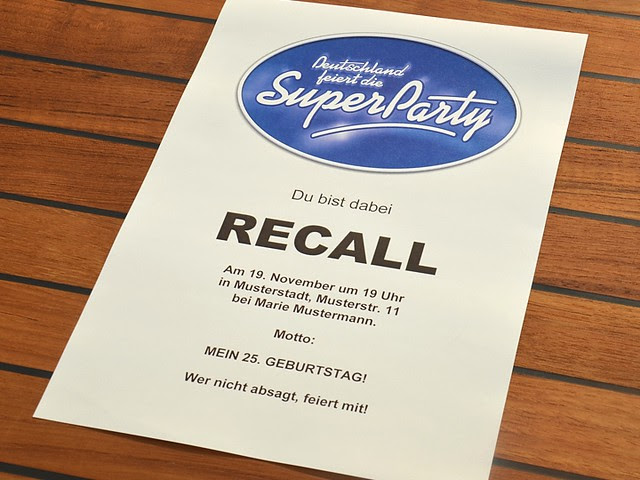 Deutschland
feiert die
SuperParty
Du bist dabei
RECALL
Am 19. November um 19 Uhr
in Musterstadt, Musterstr. 11
bei Marie Mustermann.
Motto:
MEIN 25. GEBURTSTAG!
Wer nicht absagt, feiert mit!